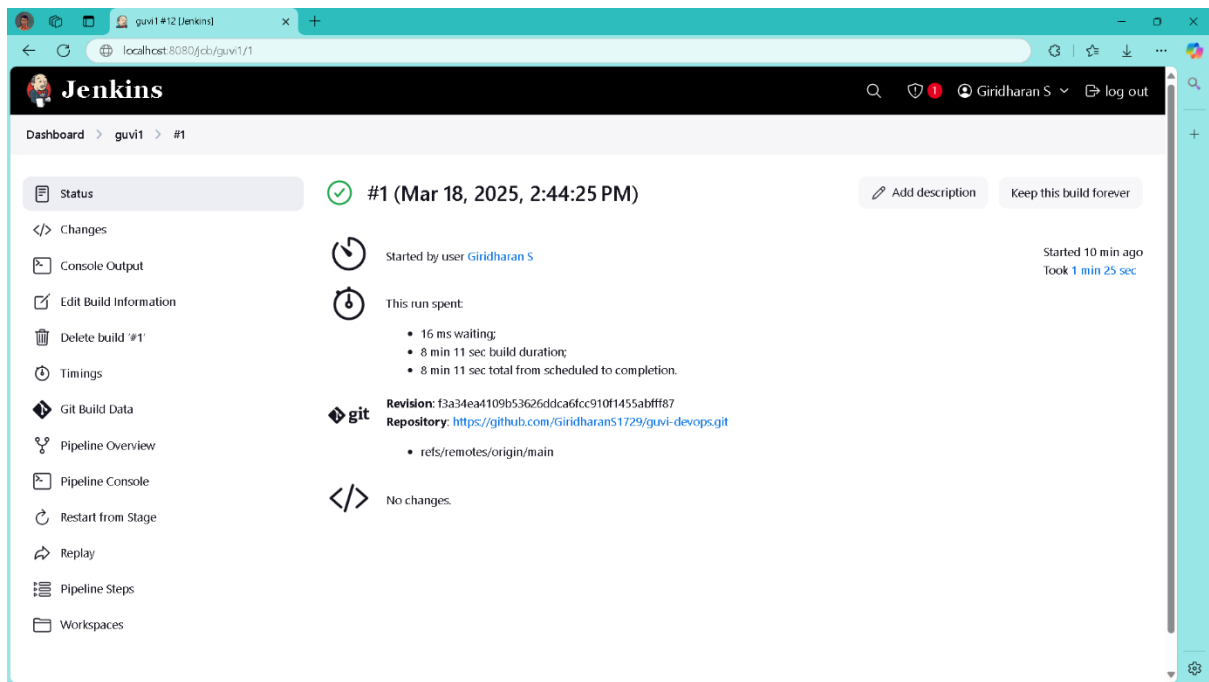 guvi1 #12 [Jenkins]
localhost:8080/job/guvi1/1
Jenkins
1
Giridharan S
log out
Dashboard > guvi1 > #1
Status
Changes
Console Output
Edit Build Information
Delete build '#1'
Timings
Git Build Data
Pipeline Overview
Pipeline Console
Restart from Stage
Replay
Pipeline Steps
Workspaces
#1 (Mar 18, 2025, 2:44:25 PM)
Add description
Keep this build forever
Started by user Giridharan S
Started 10 min ago
Took 1 min 25 sec
This run spent:
• 16 ms waiting;
• 8 min 11 sec build duration;
• 8 min 11 sec total from scheduled to completion.
git
Revision: f3a34ea4109b53626ddca6fcc910f1455abfff87
Repository: https://github.com/GiridharanS1729/guvi-devops.git
• refs/remotes/origin/main
No changes.